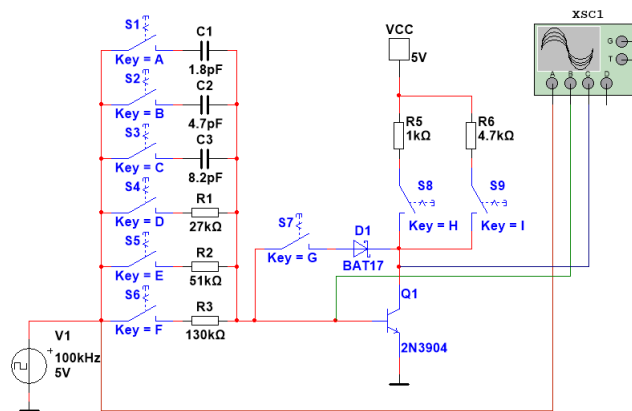 XSC1
G
T
A B C D
VCC
5V
S1
Key = A
C1
1.8pF
S2
Key = B
C2
4.7pF
S3
Key = C
C3
8.2pF
S4
Key = D
R1
27kΩ
S5
Key = E
R2
51kΩ
S6
Key = F
R3
130kΩ
R5
1kΩ
R6
4.7kΩ
S8
Key = H
S9
Key = I
S7
Key = G
D1
BAT17
Q1
2N3904
V1
100kHz
5V